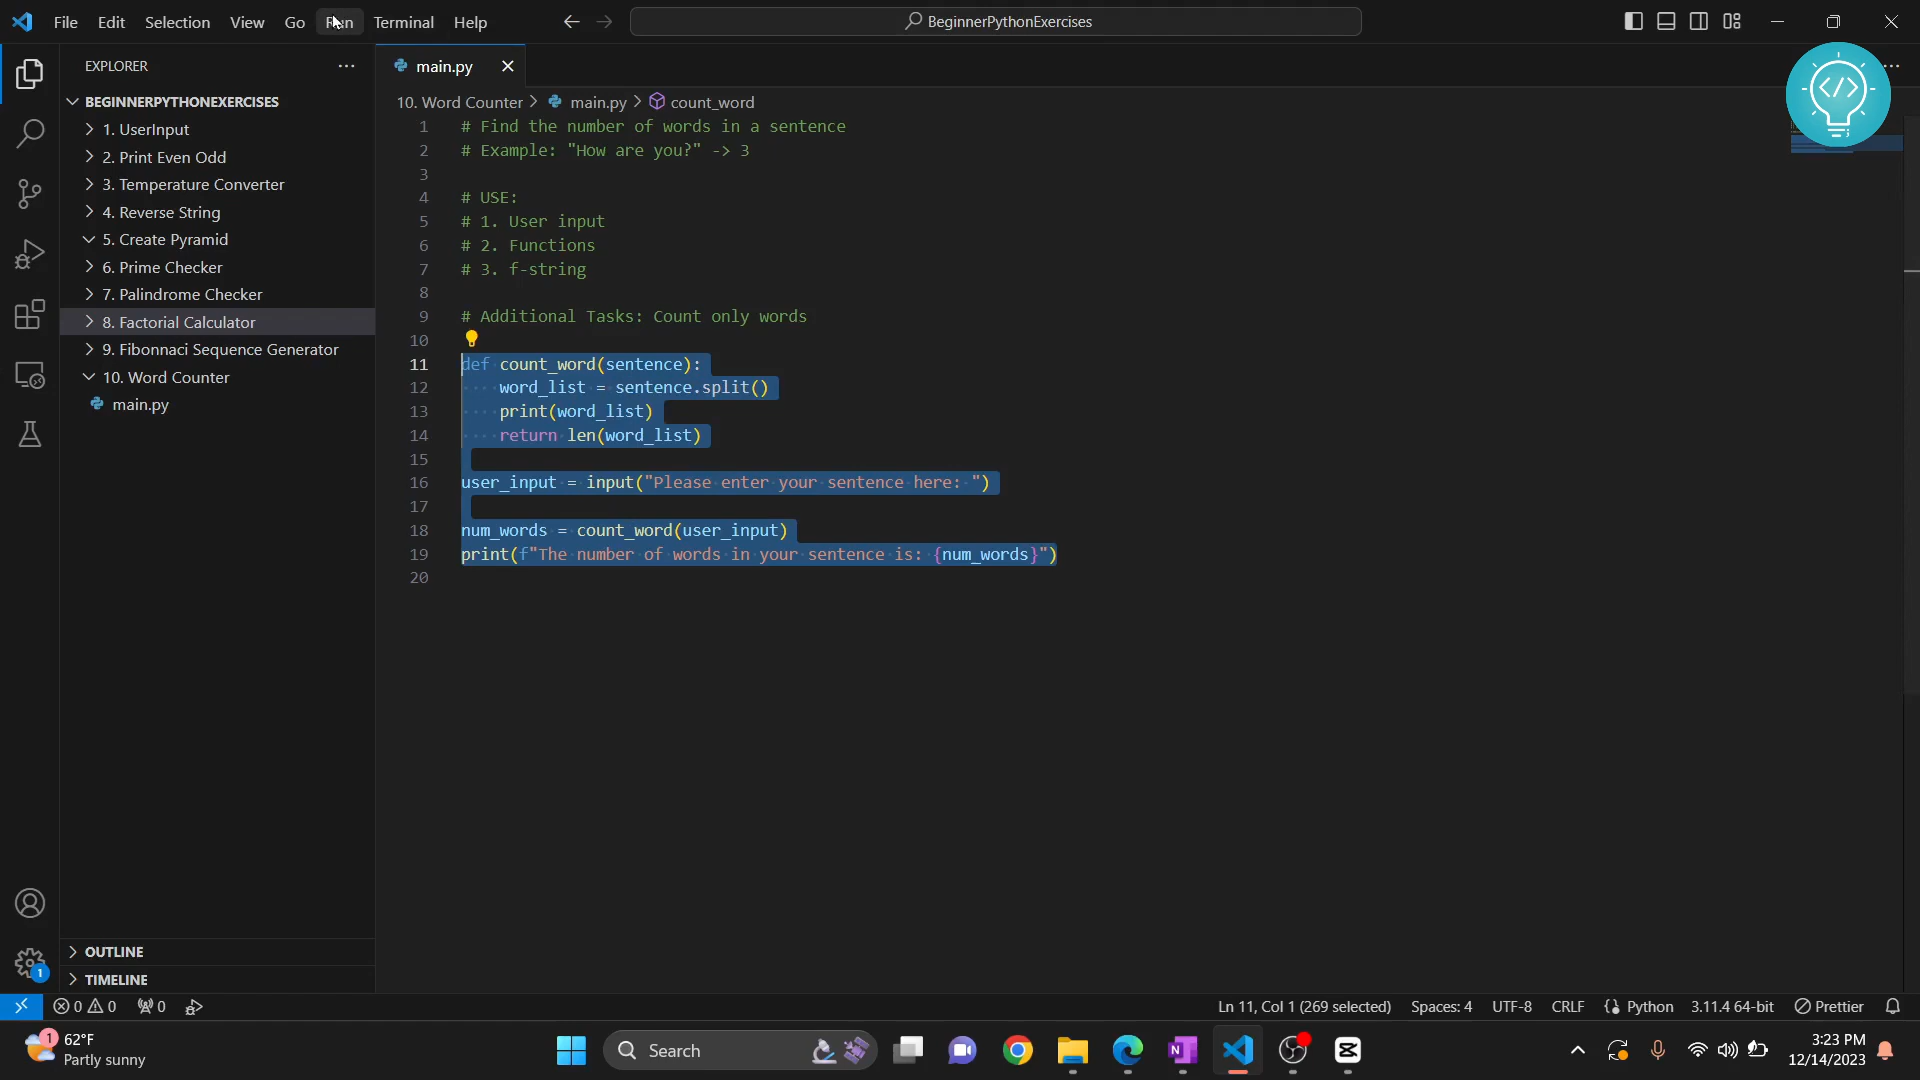 File Edit Selection View Go Run Terminal Help
BeginnerPythonExercises
EXPLORER
main.py
BEGINNERPYTHONEXERCISES
1. UserInput
2. Print Even Odd
3. Temperature Converter
4. Reverse String
5. Create Pyramid
6. Prime Checker
7. Palindrome Checker
8. Factorial Calculator
9. Fibonnaci Sequence Generator
10. Word Counter
main.py
OUTLINE
TIMELINE
10. Word Counter > main.py > count_word
1 # Find the number of words in a sentence
2 # Example: "How are you?" -> 3
3
4 # USE:
5 # 1. User input
6 # 2. Functions
7 # 3. f-string
8
9 # Additional Tasks: Count only words
10
11 def count_word(sentence):
12 word_list = sentence.split()
13 print(word_list)
14 return len(word_list)
15
16 user_input = input("Please enter your sentence here: ")
17
18 num_words = count_word(user_input)
19 print(f"The number of words in your sentence is: {num_words}")
20
</>
1
0 0 0
Ln 11, Col 1 (269 selected) Spaces: 4 UTF-8 CRLF Python 3.11.4 64-bit Prettier
1
62°F
Partly sunny
Search
N
3:23 PM
12/14/2023